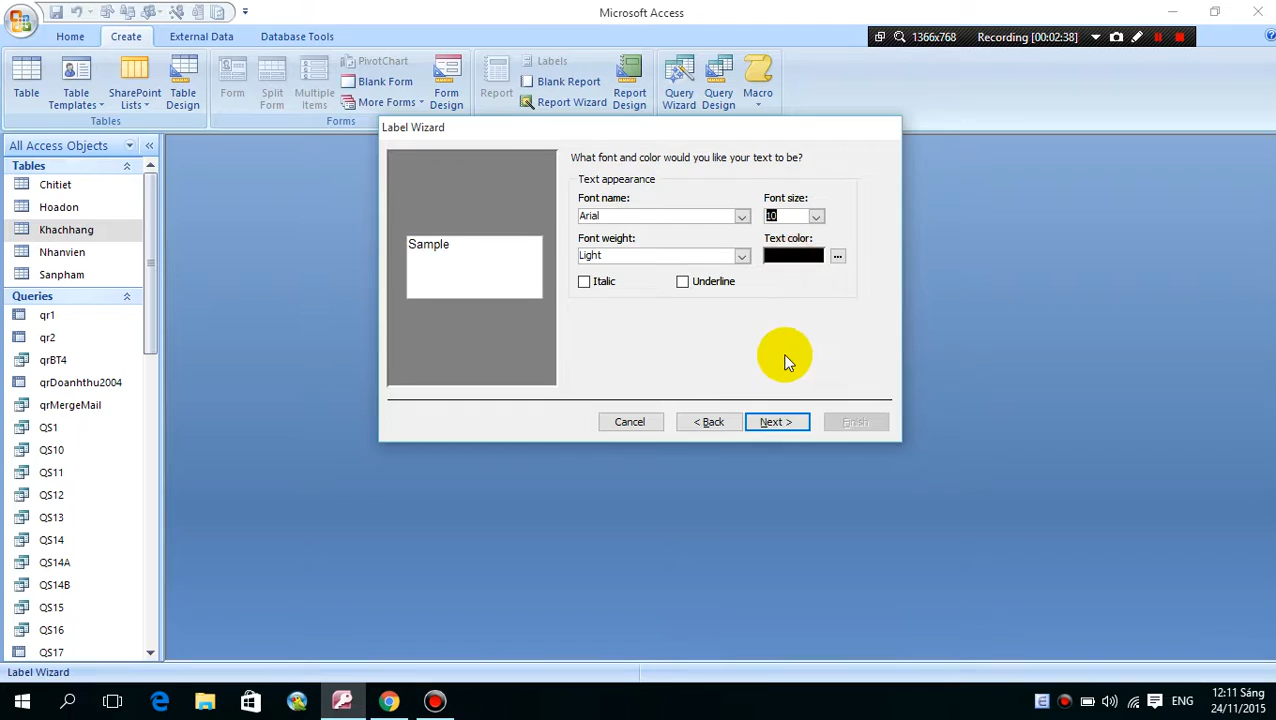 Microsoft Access
Home
Create
External Data
Database Tools
1366x768
Recording [00:02:38]
Table
Table Templates
SharePoint Lists
Table Design
Tables
Form
Split Form
Multiple Items
PivotChart
Blank Form
More Forms
Form Design
Forms
Report
Labels
Blank Report
Report Wizard
Report Design
Query Wizard
Query Design
Macro
All Access Objects
Tables
Chitiet
Hoadon
Khachhang
Nhanvien
Sanpham
Queries
qr1
qr2
qrBT4
qrDoanhthu2004
qrMergeMail
QS1
QS10
QS11
QS12
QS13
QS14
QS14A
QS14B
QS15
QS16
QS17
Label Wizard
Sample
What font and color would you like your text to be?
Text appearance
Font name:
Font size:
Arial
10
Font weight:
Text color:
Light
...
Italic
Underline
Cancel
< Back
Next >
Finish
Label Wizard
ENG
12:11 Sáng
24/11/2015